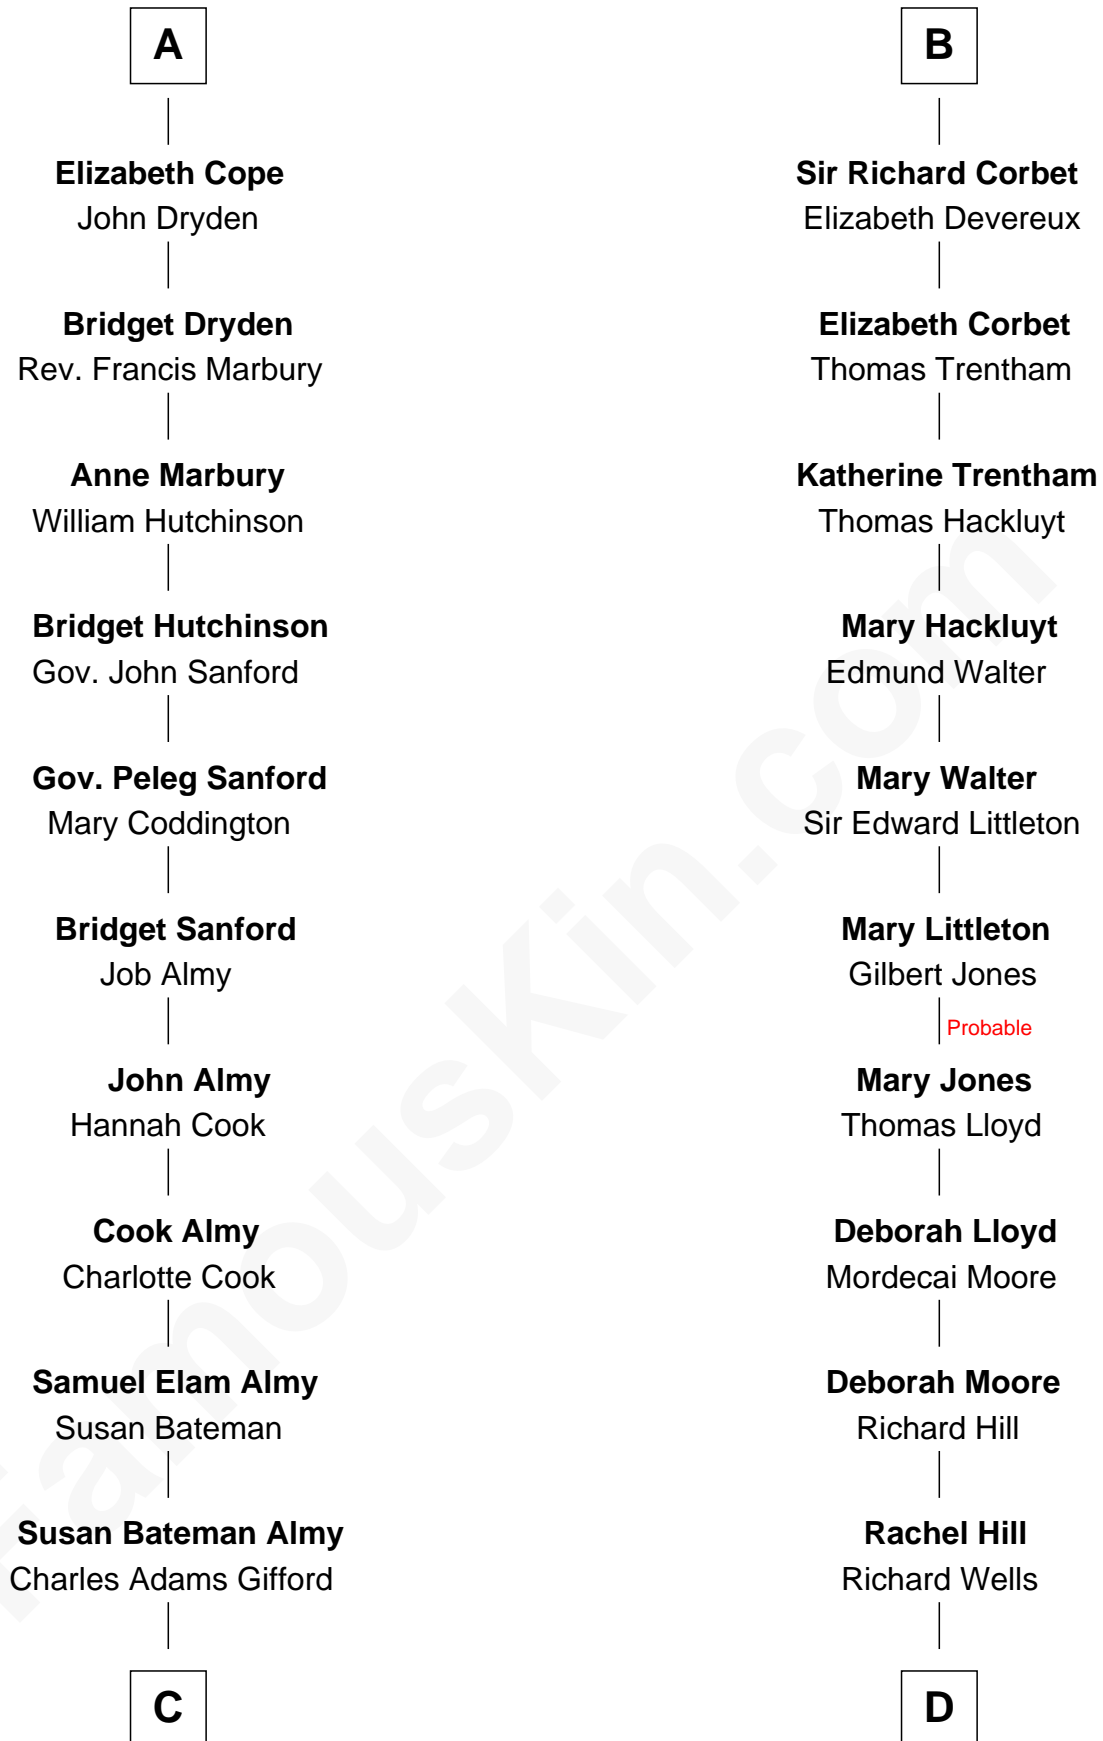 A
Elizabeth Cope
John Dryden
Bridget Dryden
Rev. Francis Marbury
Anne Marbury
William Hutchinson
Bridget Hutchinson
Gov. John Sanford
Gov. Peleg Sanford
Mary Coddington
Bridget Sanford
Job Almy
John Almy
Hannah Cook
Cook Almy
Charlotte Cook
Samuel Elam Almy
Susan Bateman
Susan Bateman Almy
Charles Adams Gifford
C
B
Sir Richard Corbet
Elizabeth Devereux
Elizabeth Corbet
Thomas Trentham
Katherine Trentham
Thomas Hackluyt
Mary Hackluyt
Edmund Walter
Mary Walter
Sir Edward Littleton
Mary Littleton
Gilbert Jones
Probable
Mary Jones
Thomas Lloyd
Deborah Lloyd
Mordecai Moore
Deborah Moore
Richard Hill
Rachel Hill
Richard Wells
D
FamousKin.com